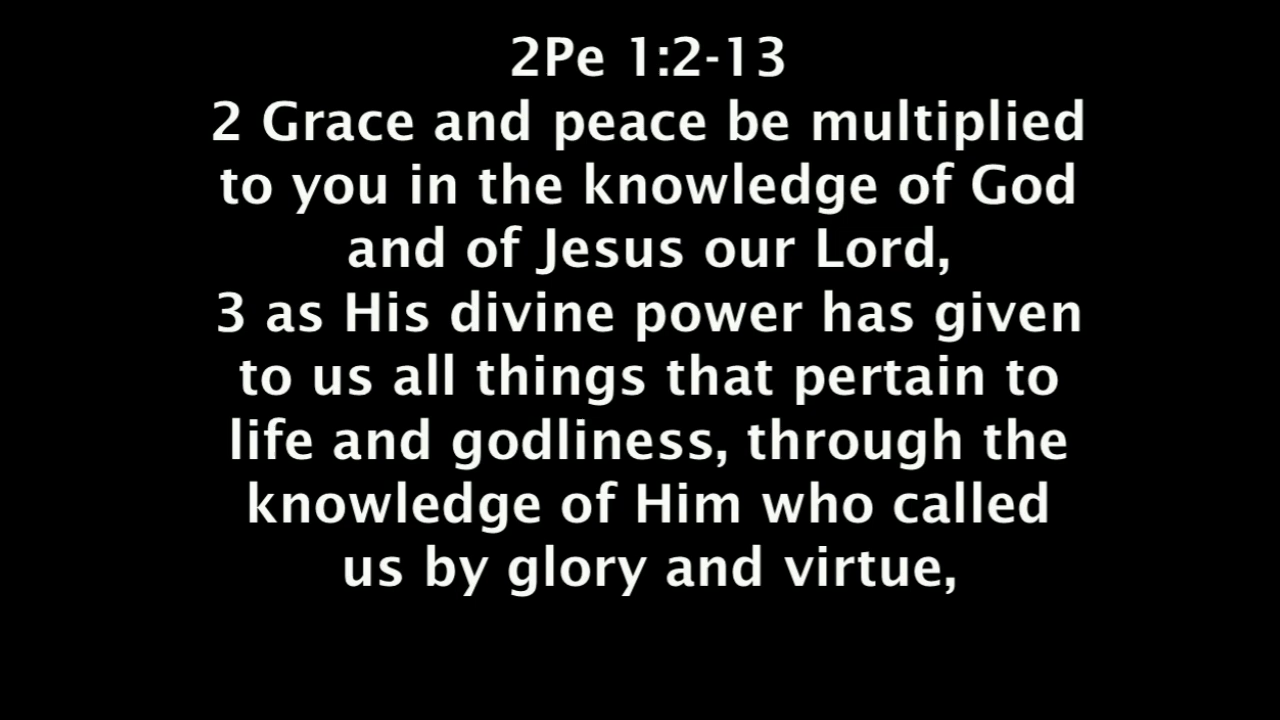 2Pe 1:2-13
2 Grace and peace be multiplied
to you in the knowledge of God
and of Jesus our Lord,
3 as His divine power has given
to us all things that pertain to
life and godliness, through the
knowledge of Him who called
us by glory and virtue,